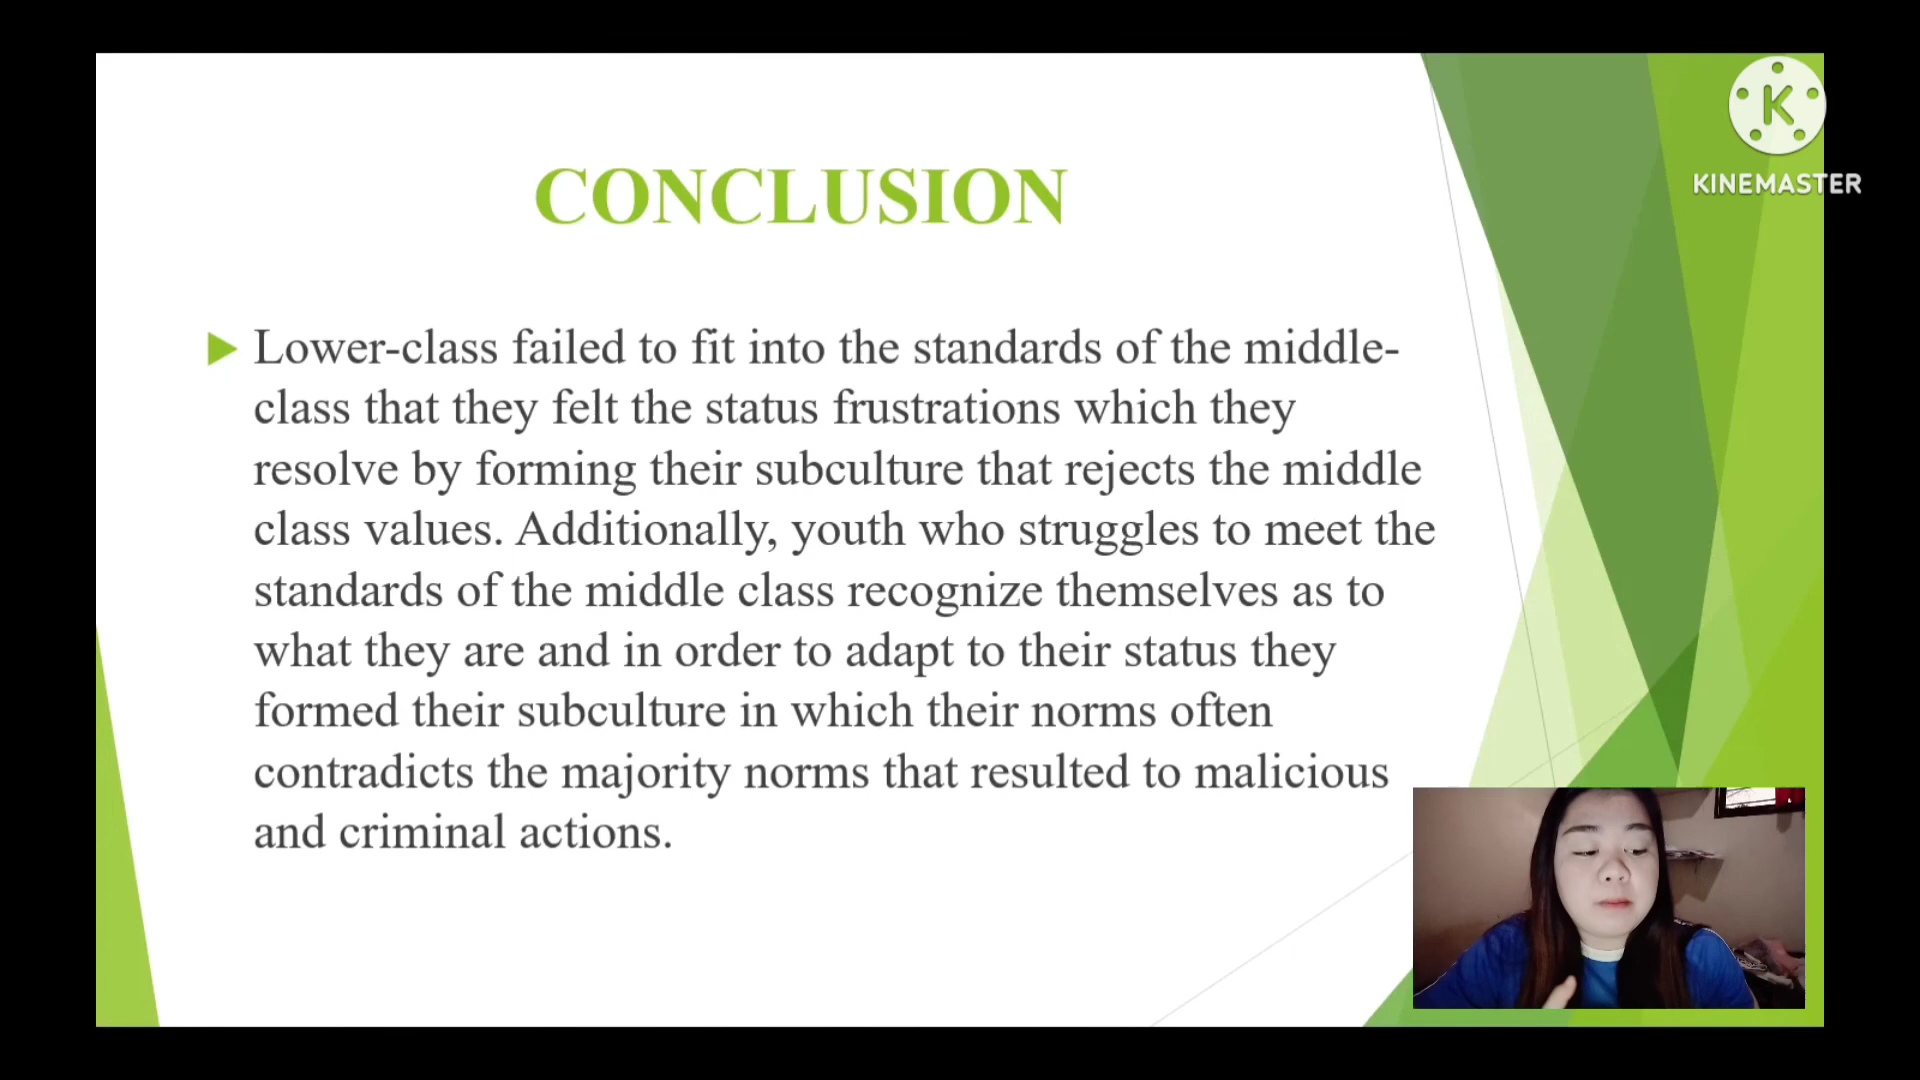 K
KINEMASTER
CONCLUSION
Lower-class failed to fit into the standards of the middle-
class that they felt the status frustrations which they
resolve by forming their subculture that rejects the middle
class values. Additionally, youth who struggles to meet the
standards of the middle class recognize themselves as to
what they are and in order to adapt to their status they
formed their subculture in which their norms often
contradicts the majority norms that resulted to malicious
and criminal actions.